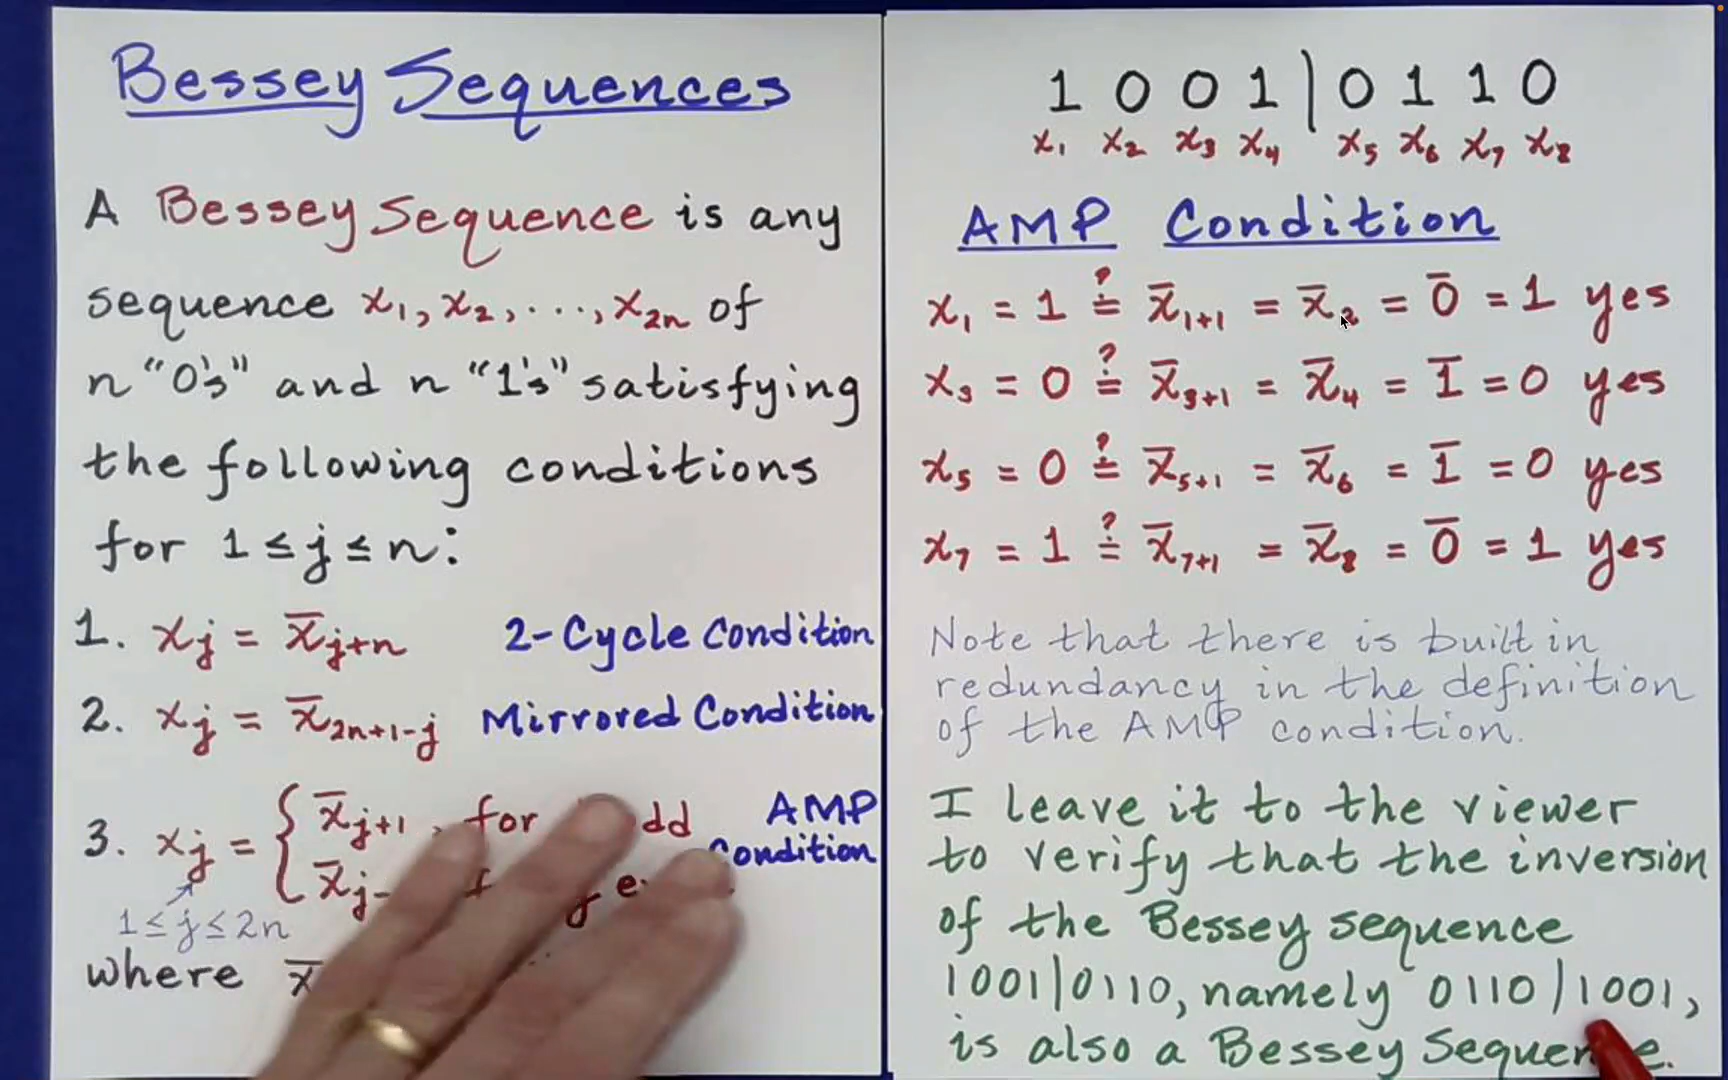 Bessey Sequences
A Bessey Sequence is any
sequence x₁, x₂, ..., x₂ₙ of
n "0's" and n "1's" satisfying
the following conditions
for 1 ≤ j ≤ n:
1. xⱼ = x̄ⱼ₊ₙ 2-Cycle Condition
2. xⱼ = x̄₂ₙ₊₁₋ⱼ Mirrored Condition
3. xⱼ = { x̄ⱼ₊₁, for AMP
Condition
1 ≤ j ≤ 2n
where
1 0 0 1 | 0 1 1 0
x₁ x₂ x₃ x₄ x₅ x₆ x₇ x₈
AMP Condition
x₁ = 1 ≟ x̄₁₊₁ = x̄₂ = 0̄ = 1 yes
x₃ = 0 ≟ x̄₃₊₁ = x̄₄ = 1̄ = 0 yes
x₅ = 0 ≟ x̄₅₊₁ = x̄₆ = 1̄ = 0 yes
x₇ = 1 ≟ x̄₇₊₁ = x̄₈ = 0̄ = 1 yes
Note that there is built in
redundancy in the definition
of the AMP condition.
I leave it to the viewer
to verify that the inversion
of the Bessey sequence
1001|0110, namely 0110|1001,
is also a Bessey Sequence.